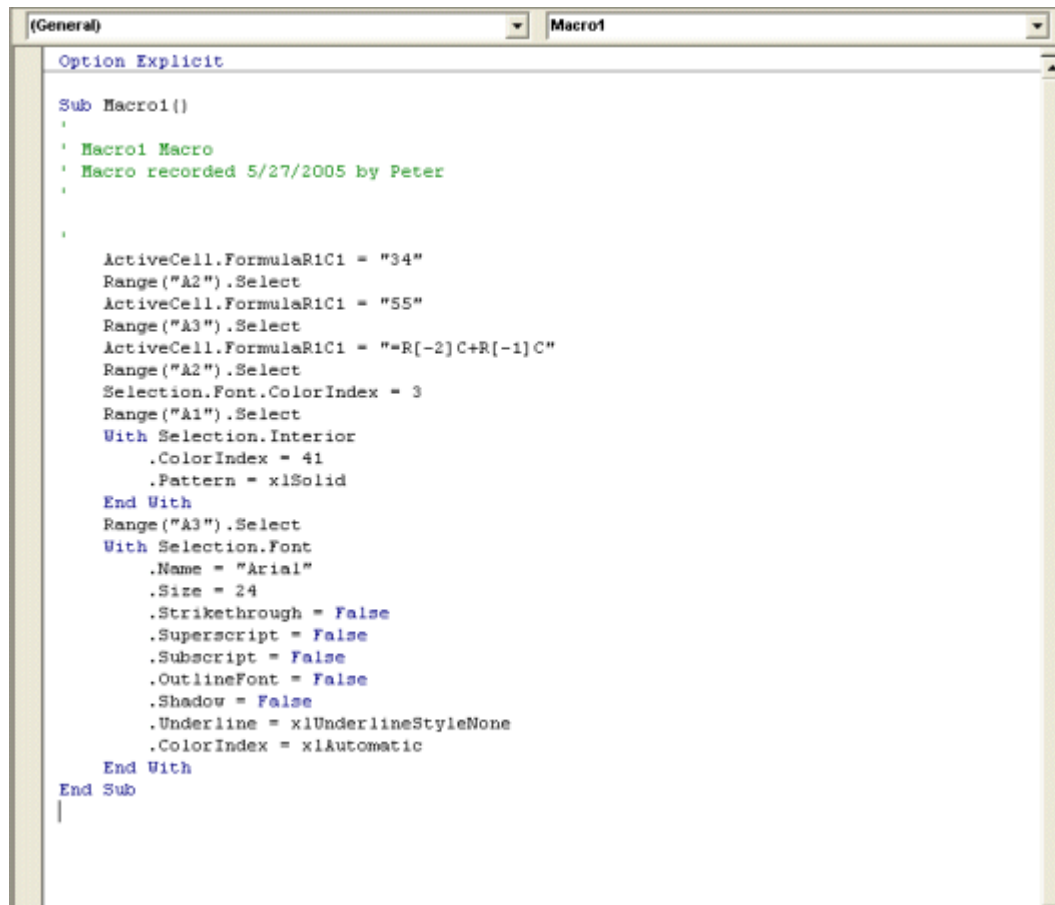 (General) Macro1
Option Explicit
Sub Macro1()
'
' Macro1 Macro
' Macro recorded 5/27/2005 by Peter
'
'
    ActiveCell.FormulaR1C1 = "34"
    Range("A2").Select
    ActiveCell.FormulaR1C1 = "55"
    Range("A3").Select
    ActiveCell.FormulaR1C1 = "=R[-2]C+R[-1]C"
    Range("A2").Select
    Selection.Font.ColorIndex = 3
    Range("A1").Select
    With Selection.Interior
        .ColorIndex = 41
        .Pattern = xlSolid
    End With
    Range("A3").Select
    With Selection.Font
        .Name = "Arial"
        .Size = 24
        .Strikethrough = False
        .Superscript = False
        .Subscript = False
        .OutlineFont = False
        .Shadow = False
        .Underline = xlUnderlineStyleNone
        .ColorIndex = xlAutomatic
    End With
End Sub